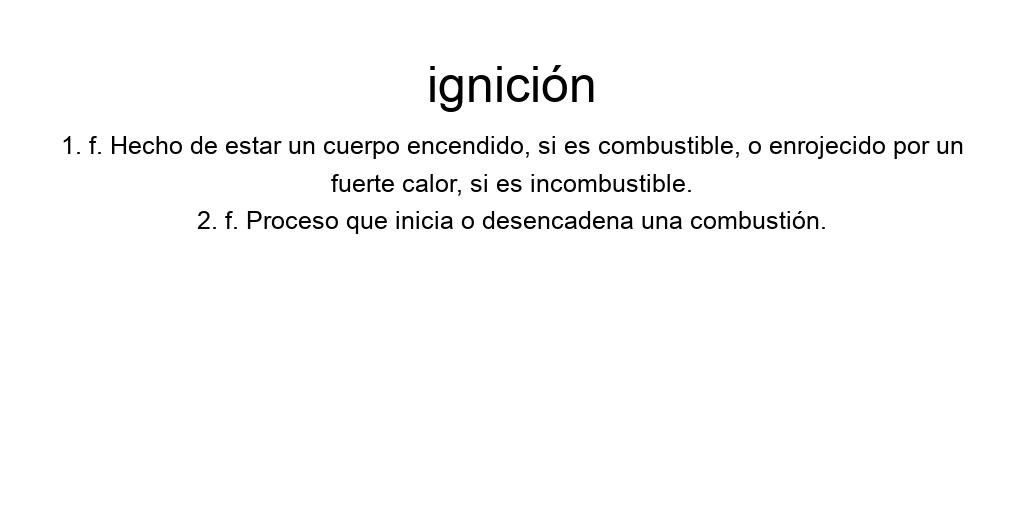 ignición
1. f. Hecho de estar un cuerpo encendido, si es combustible, o enrojecido por un
fuerte calor, si es incombustible.
2. f. Proceso que inicia o desencadena una combustión.